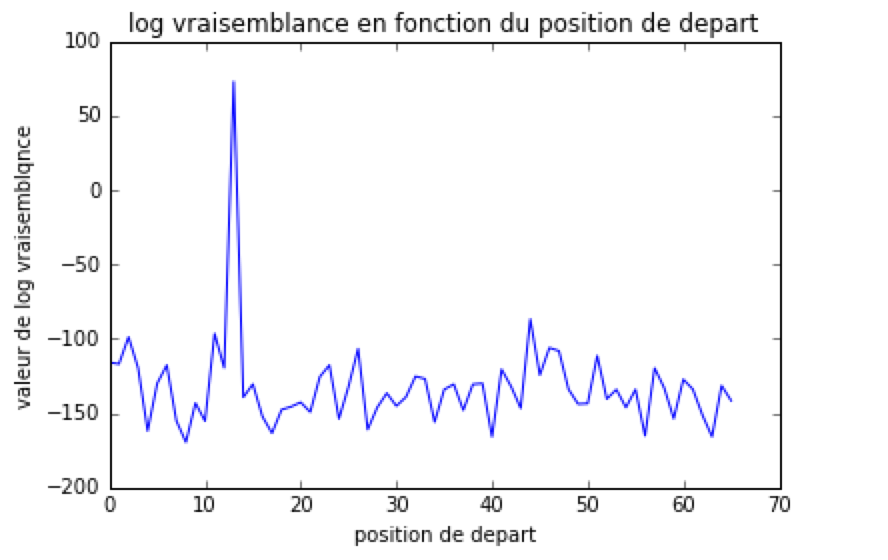 log vraisemblance en fonction du position de depart
100
50
0
−50
−100
−150
−200
valeur de log vraisemblqnce
0 10 20 30 40 50 60 70
position de depart